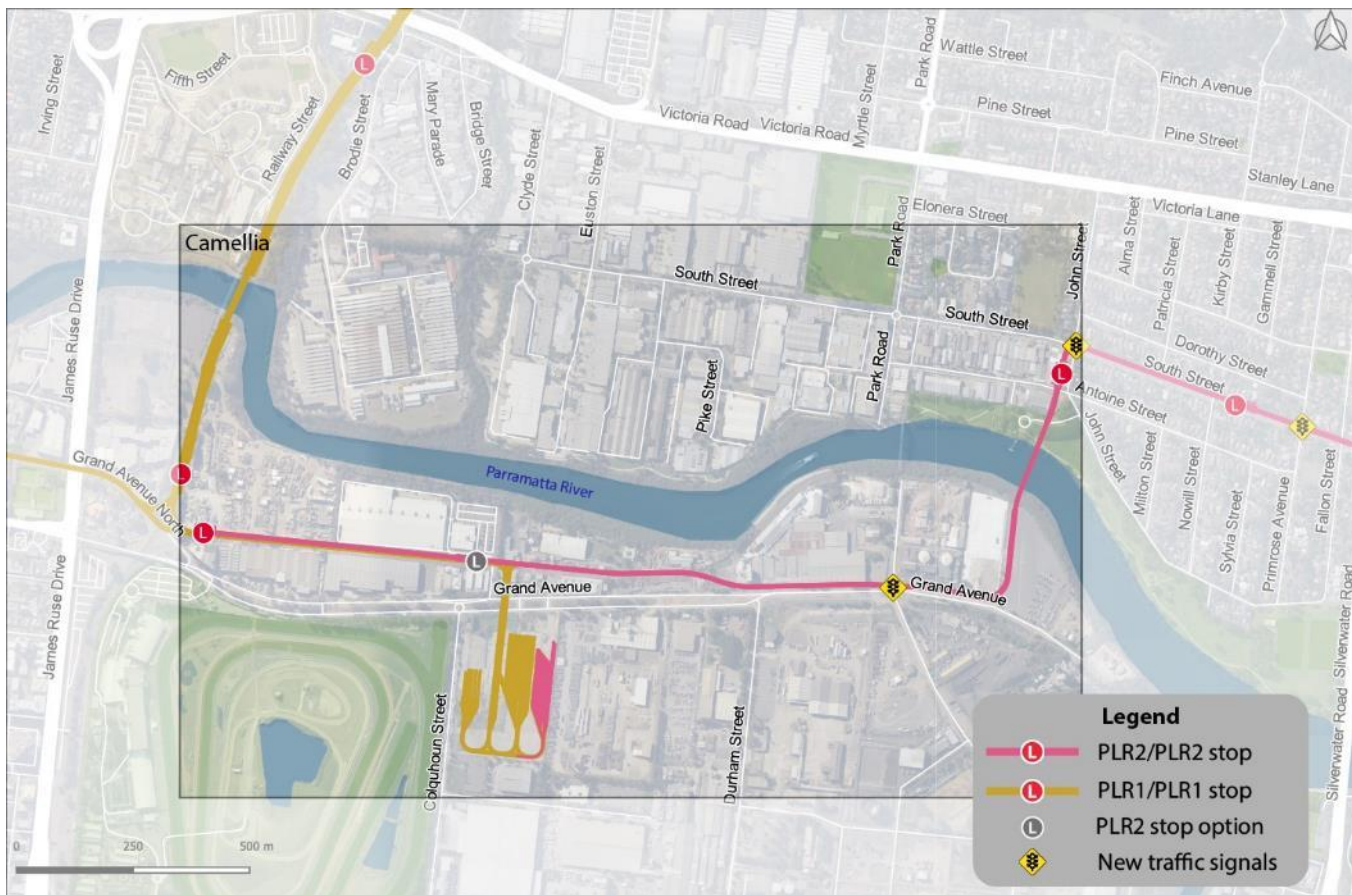 Irving Street
Fifth Street
Railway Street
Brodie Street
Mary Parade
Bridge Street
Clyde Street
Euston Street
Victoria Road
Victoria Road
Myrtle Street
Park Road
Wattle Street
Finch Avenue
Pine Street
Pine Street
Stanley Lane
Victoria Lane
Elonera Street
Park Road
John Street
Alma Street
Patricia Street
Kirby Street
Gammell Street
Camellia
South Street
South Street
Dorothy Street
South Street
James Ruse Drive
Pike Street
Park Road
Antoine Street
John Street
Milton Street
Nowill Street
Sylvia Street
Primrose Avenue
Fallon Street
Grand Avenue North
Parramatta River
Grand Avenue
Grand Avenue
James Ruse Drive
Colquhoun Street
Durham Street
Silverwater Road
Silverwater Road
L
L
L
L
L
L
Legend
L PLR2/PLR2 stop
L PLR1/PLR1 stop
L PLR2 stop option
New traffic signals
0 250 500 m